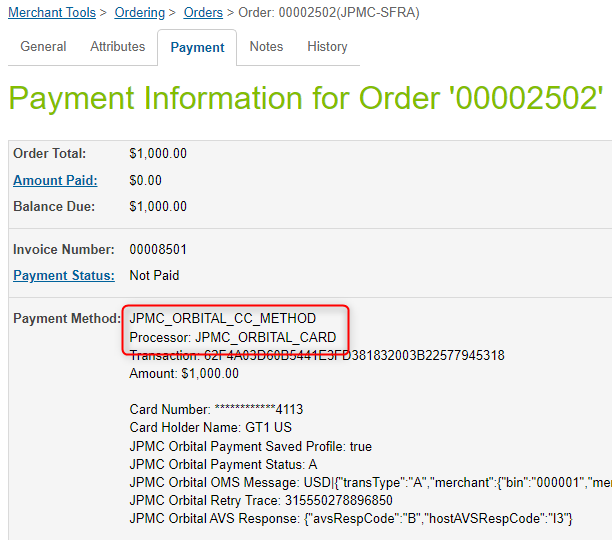 Merchant Tools > Ordering > Orders > Order: 00002502(JPMC-SFRA)
General Attributes Payment Notes History
Payment Information for Order '00002502'
Order Total: $1,000.00
Amount Paid: $0.00
Balance Due: $1,000.00
Invoice Number: 00008501
Payment Status: Not Paid
Payment Method: JPMC_ORBITAL_CC_METHOD
Processor: JPMC_ORBITAL_CARD
Transaction: 62F4A03D60B5441E3FD381832003B22577945318
Amount: $1,000.00
Card Number: ************4113
Card Holder Name: GT1 US
JPMC Orbital Payment Saved Profile: true
JPMC Orbital Payment Status: A
JPMC Orbital OMS Message: USD|{"transType":"A","merchant":{"bin":"000001","mer
JPMC Orbital Retry Trace: 315550278896850
JPMC Orbital AVS Response: {"avsRespCode":"B","hostAVSRespCode":"I3"}